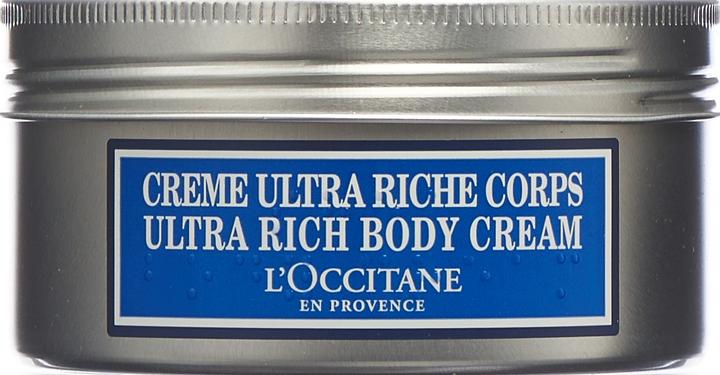 CREME ULTRA RICHE CORPS
ULTRA RICH BODY CREAM
L'OCCITANE
EN PROVENCE